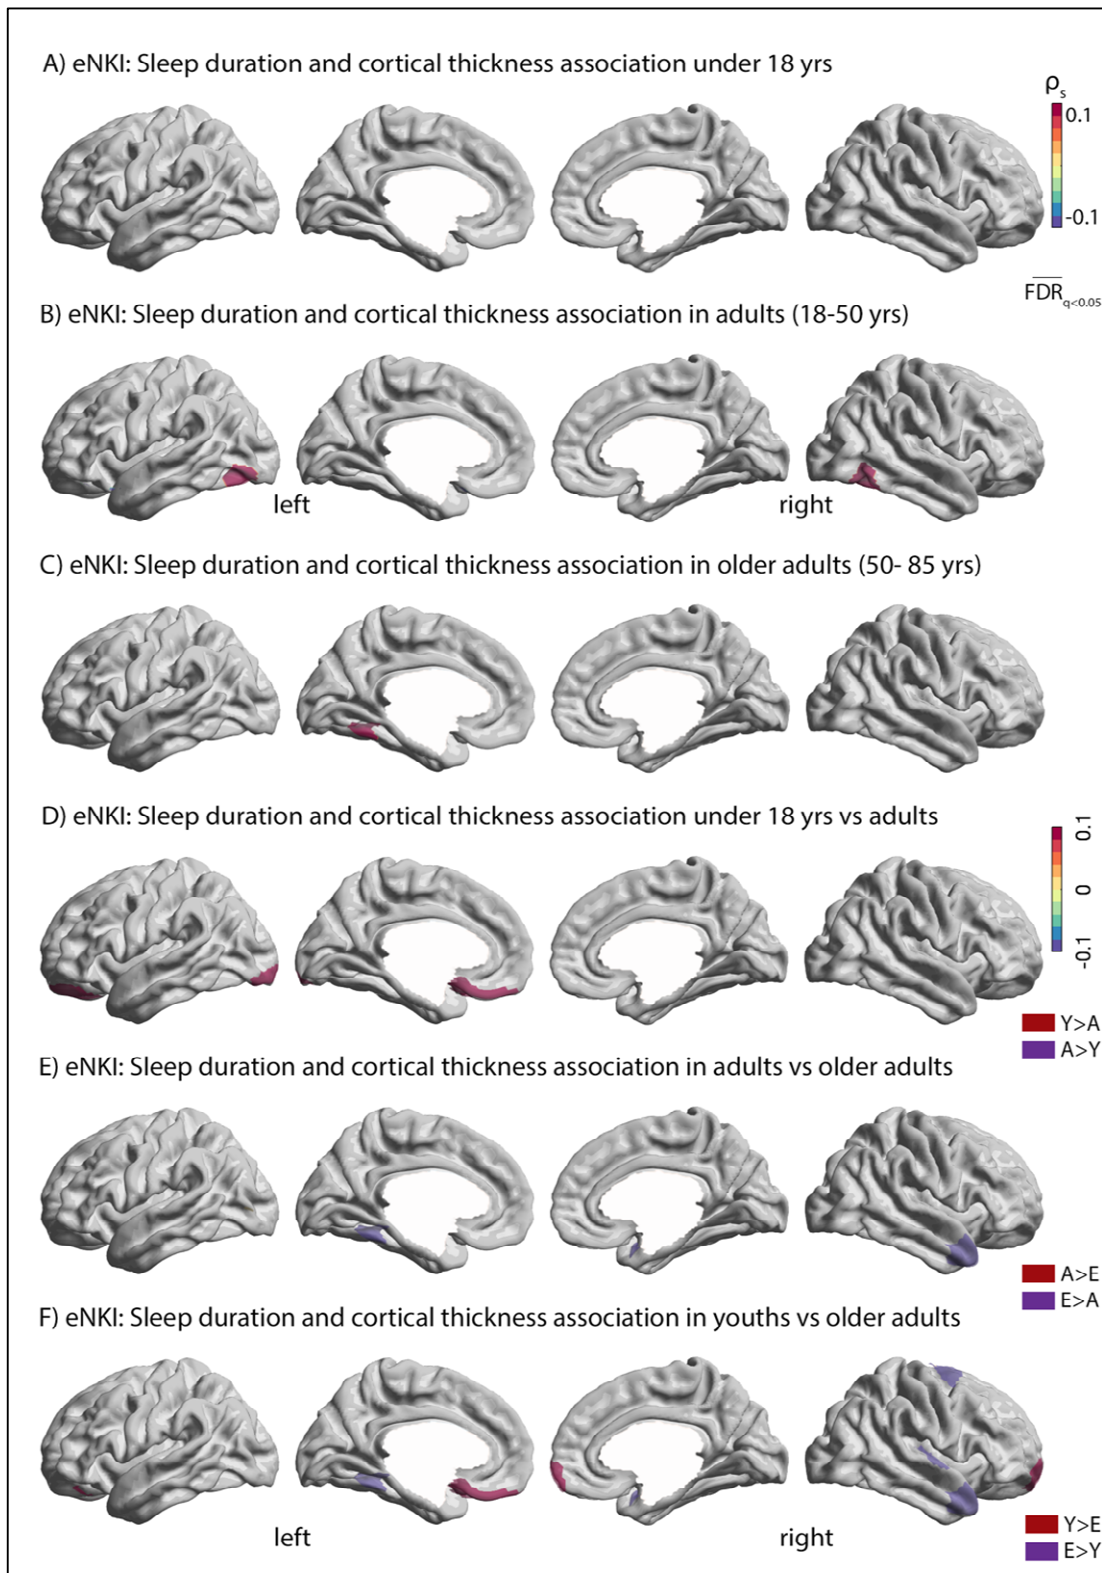 A) eNKI: Sleep duration and cortical thickness association under 18 yrs
ρs
0.1
-0.1
FDR q<0.05
B) eNKI: Sleep duration and cortical thickness association in adults (18-50 yrs)
left
right
C) eNKI: Sleep duration and cortical thickness association in older adults (50- 85 yrs)
D) eNKI: Sleep duration and cortical thickness association under 18 yrs vs adults
0.1
0
-0.1
Y>A
A>Y
E) eNKI: Sleep duration and cortical thickness association in adults vs older adults
A>E
E>A
F) eNKI: Sleep duration and cortical thickness association in youths vs older adults
left
right
Y>E
E>Y